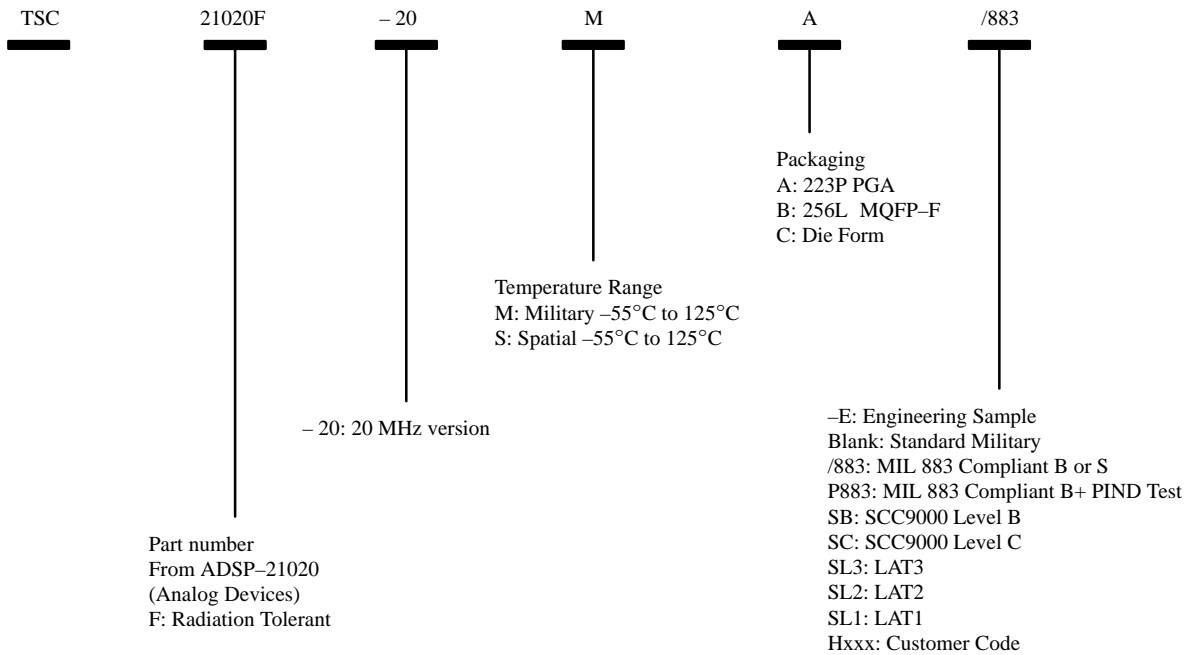 TSC 21020F – 20 M A /883
Packaging
A: 223P PGA
B: 256L MQFP–F
C: Die Form
Temperature Range
M: Military –55°C to 125°C
S: Spatial –55°C to 125°C
– 20: 20 MHz version
–E: Engineering Sample
Blank: Standard Military
/883: MIL 883 Compliant B or S
P883: MIL 883 Compliant B+ PIND Test
SB: SCC9000 Level B
SC: SCC9000 Level C
SL3: LAT3
SL2: LAT2
SL1: LAT1
Hxxx: Customer Code
Part number
From ADSP–21020
(Analog Devices)
F: Radiation Tolerant